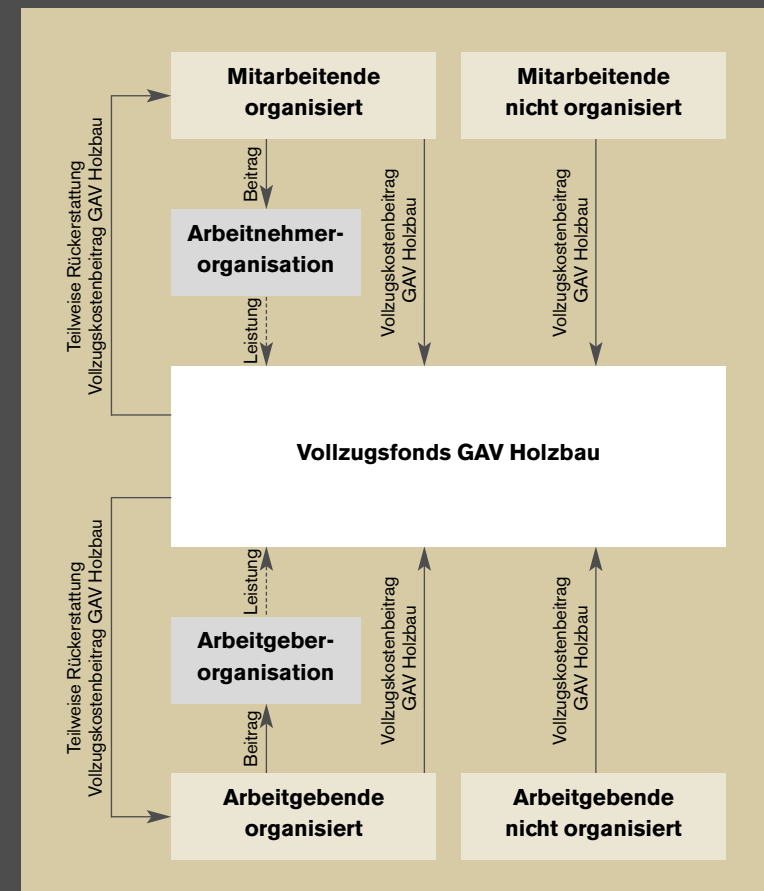 Mitarbeitende
organisiert
Mitarbeitende
nicht organisiert
Teilweise Rückerstattung
Vollzugskostenbeitrag GAV Holzbau
Beitrag
Vollzugskostenbeitrag
GAV Holzbau
Vollzugskostenbeitrag
GAV Holzbau
Arbeitnehmer-
organisation
Leistung
Vollzugsfonds GAV Holzbau
Teilweise Rückerstattung
Vollzugskostenbeitrag GAV Holzbau
Leistung
Vollzugskostenbeitrag
GAV Holzbau
Vollzugskostenbeitrag
GAV Holzbau
Arbeitgeber-
organisation
Beitrag
Arbeitgebende
organisiert
Arbeitgebende
nicht organisiert